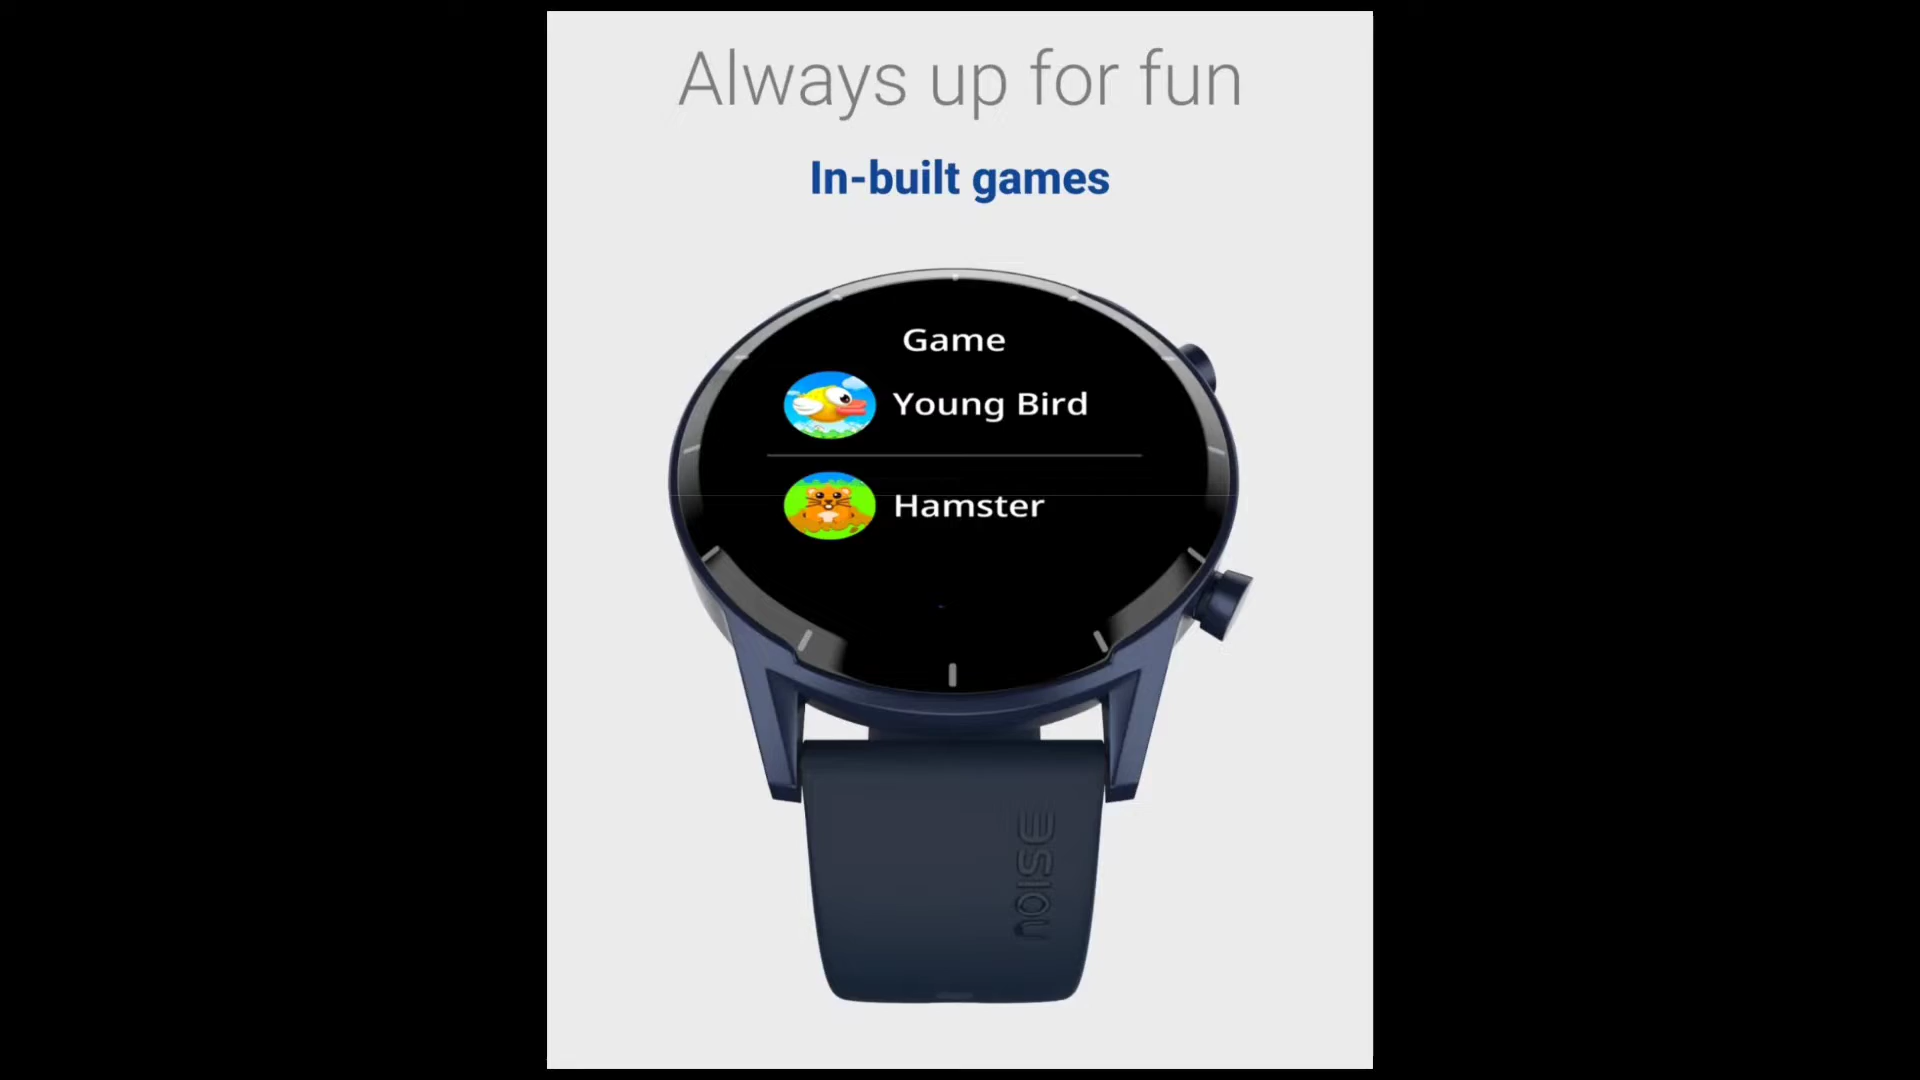 Always up for fun
In-built games
Game
Young Bird
Hamster
NOISE